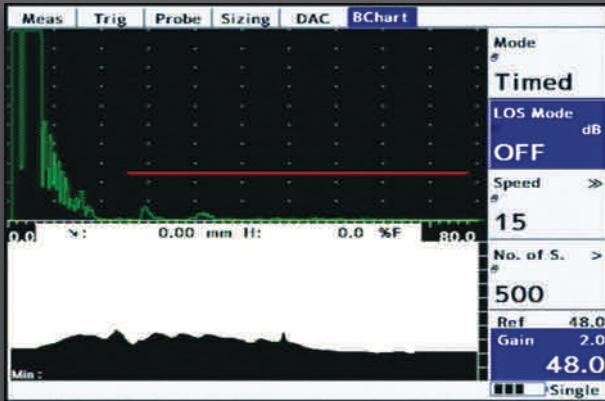 Meas Trig Probe Sizing DAC BChart
Mode
Timed
LOS Mode
dB
OFF
Speed >>
15
No. of S. >
500
0.0 : 0.00 mm H: 0.0 %F 80.0
Ref 48.0
Gain 2.0
48.0
Min :
Single